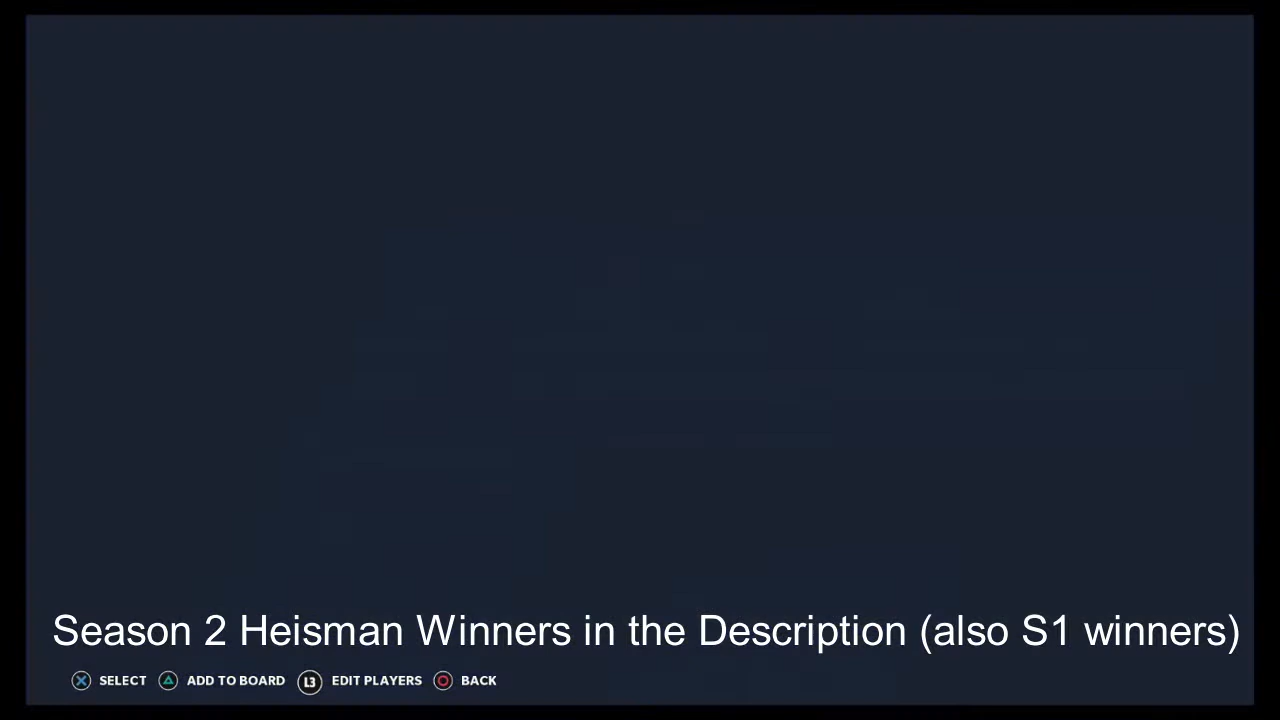 Season 2 Heisman Winners in the Description (also S1 winners)
SELECT ADD TO BOARD L3 EDIT PLAYERS BACK